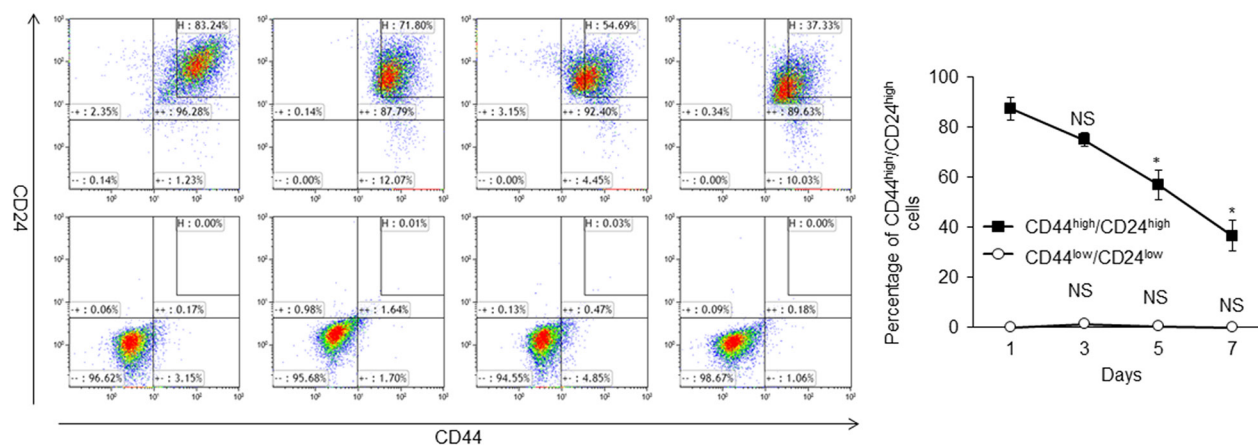 CD24
H : 83.24%
-+ : 2.35%
++ : 96.28%
-- : 0.14%
+- : 1.23%
H : 71.80%
-+ : 0.14%
++ : 87.79%
-- : 0.00%
+- : 12.07%
H : 54.69%
-+ : 3.15%
++ : 92.40%
-- : 0.00%
+- : 4.45%
H : 37.33%
-+ : 0.34%
++ : 89.63%
-- : 0.00%
+- : 10.03%
H : 0.00%
-+ : 0.06%
++ : 0.17%
-- : 96.62%
+- : 3.15%
H : 0.01%
-+ : 0.98%
++ : 1.64%
-- : 95.68%
+- : 1.70%
H : 0.03%
-+ : 0.13%
++ : 0.47%
-- : 94.55%
+- : 4.85%
H : 0.00%
-+ : 0.09%
++ : 0.18%
-- : 98.67%
+- : 1.06%
CD44
Percentage of CD44high/CD24high
cells
100
80
60
40
20
0
NS
*
*
CD44high/CD24high
CD44low/CD24low
NS
NS
NS
1 3 5 7
Days